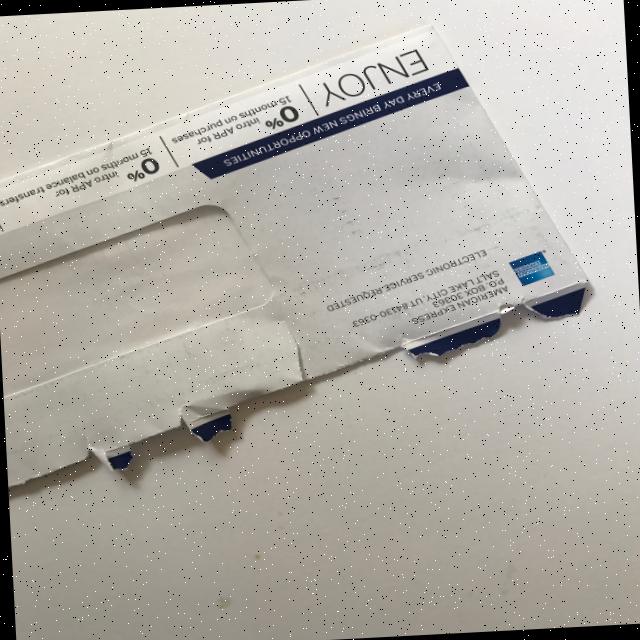 AMERICAN EXPRESS
P.O. BOX 30363
SALT LAKE CITY, UT 84130-0363
ELECTRONIC SERVICE REQUESTED
EVERY DAY BRINGS NEW OPPORTUNITIES
ENJOY
0% intro APR for
15 months on purchases
0% intro APR for
15 months on balance transfers